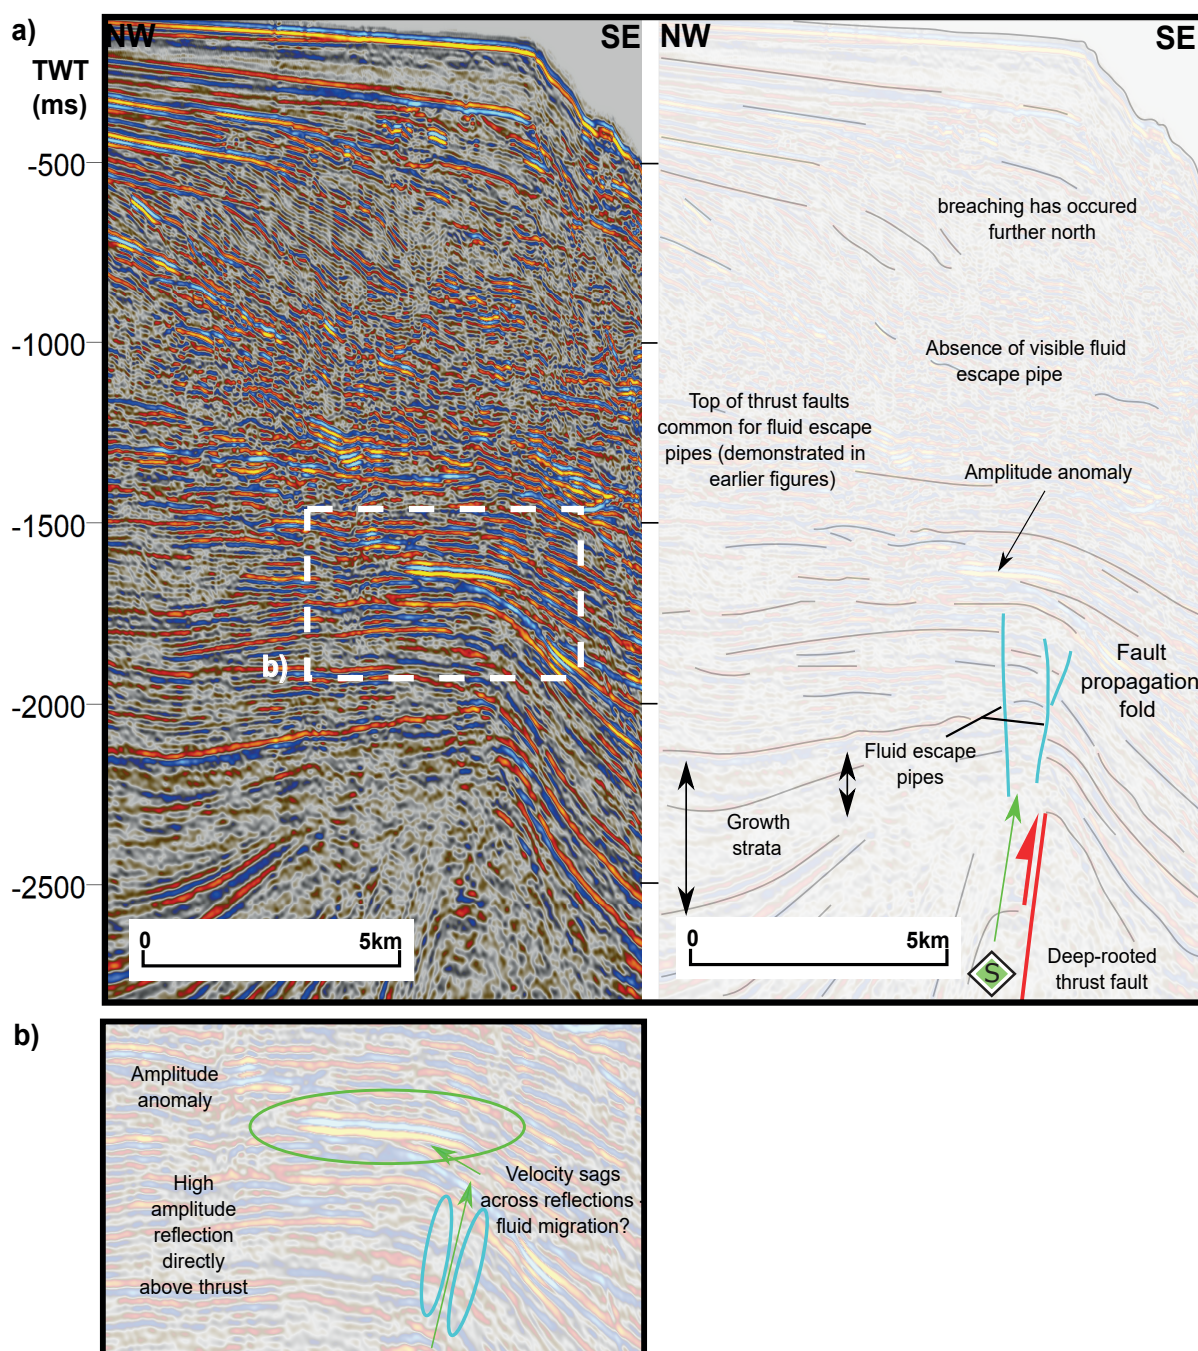 a)
NW
SE
NW
SE
TWT
(ms)
-500
-1000
-1500
-2000
-2500
b)
0
5km
breaching has occured
further north
Absence of visible fluid
escape pipe
Top of thrust faults
common for fluid escape
pipes (demonstrated in
earlier figures)
Amplitude anomaly
Fault
propagation
fold
Fluid escape
pipes
Growth
strata
0
5km
S
Deep-rooted
thrust fault
b)
Amplitude
anomaly
High
amplitude
reflection
directly
above thrust
Velocity sags
across reflections -
fluid migration?